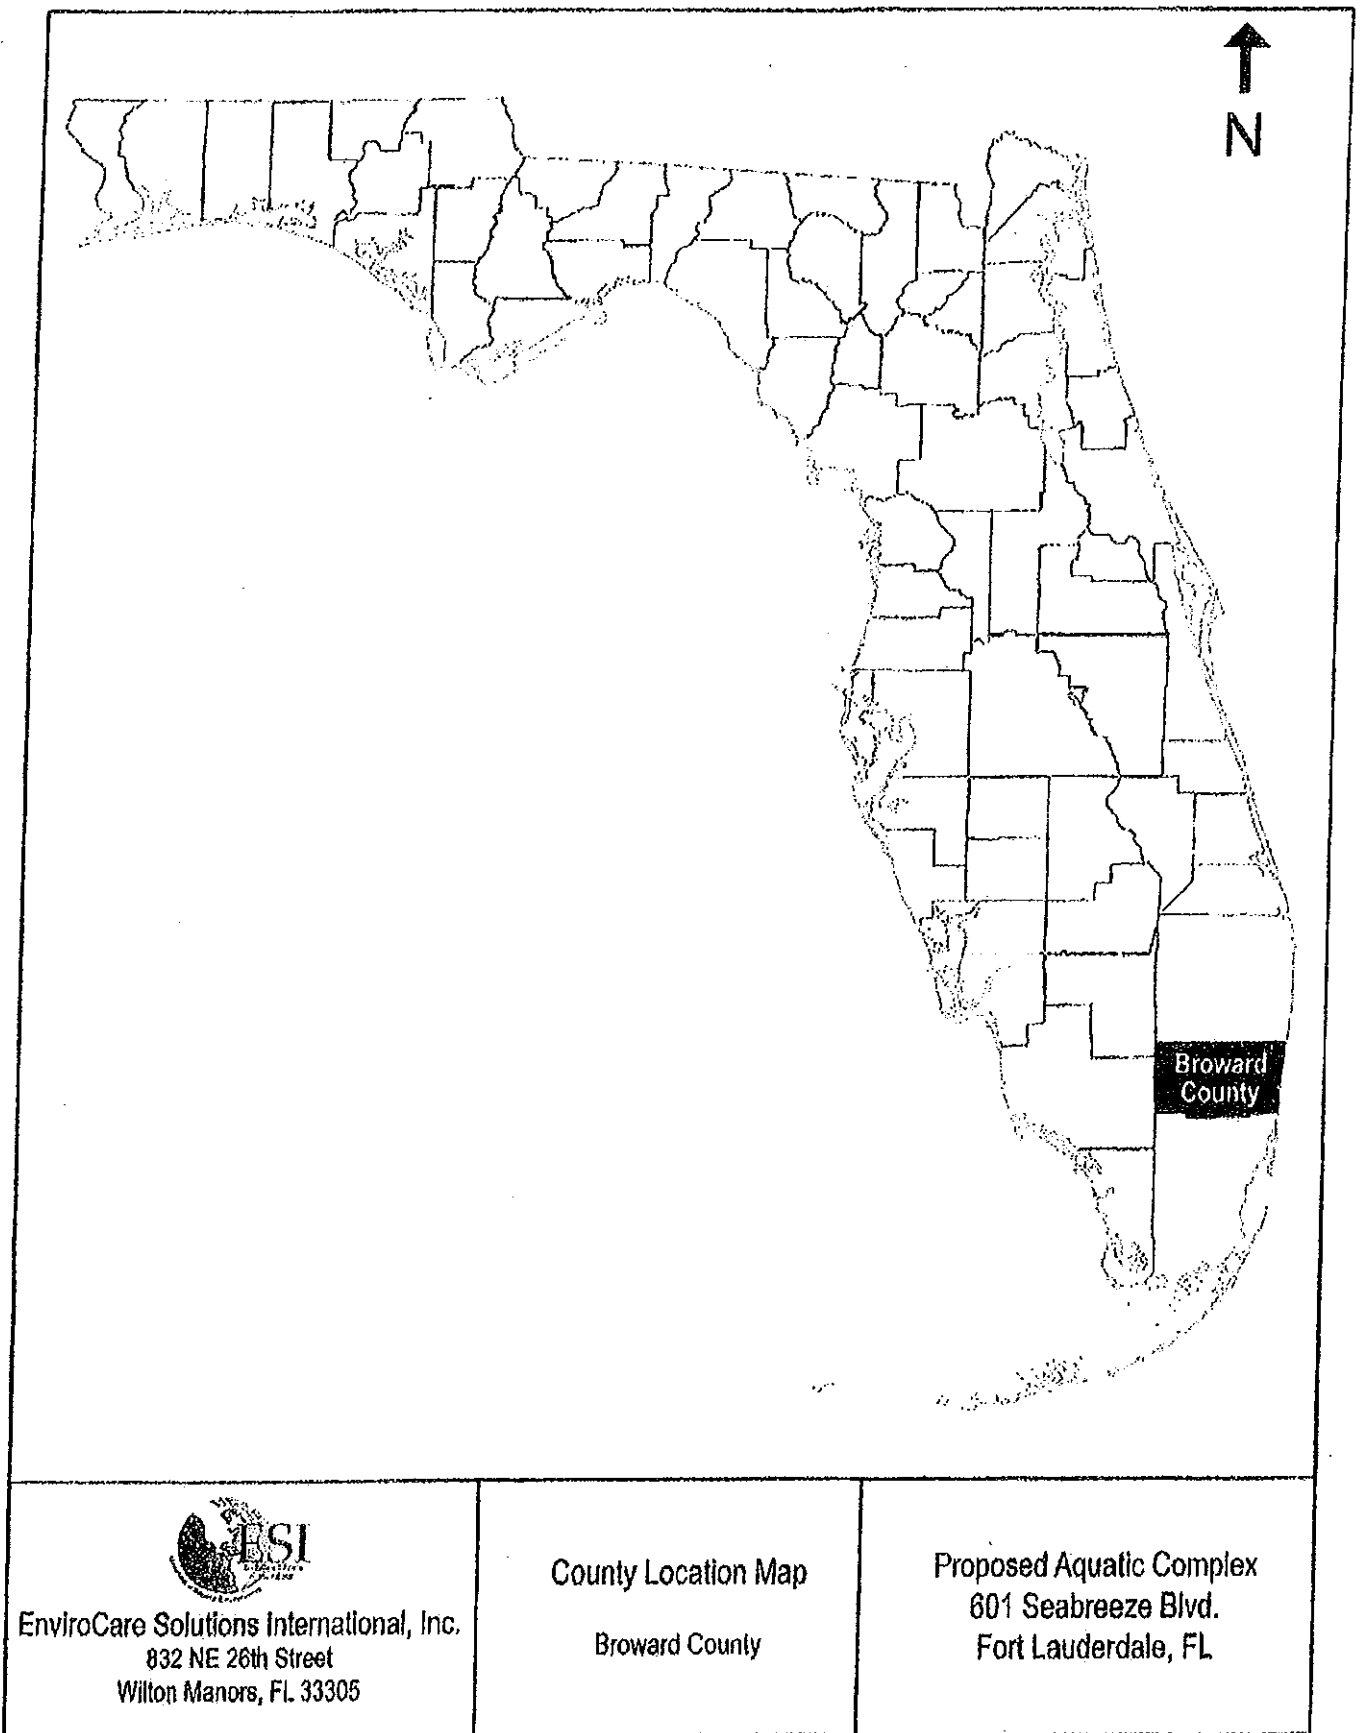 N
Broward
County
ESI
EnviroCare Solutions International, Inc.
832 NE 26th Street
Wilton Manors, FL 33305
County Location Map
Broward County
Proposed Aquatic Complex
601 Seabreeze Blvd.
Fort Lauderdale, FL